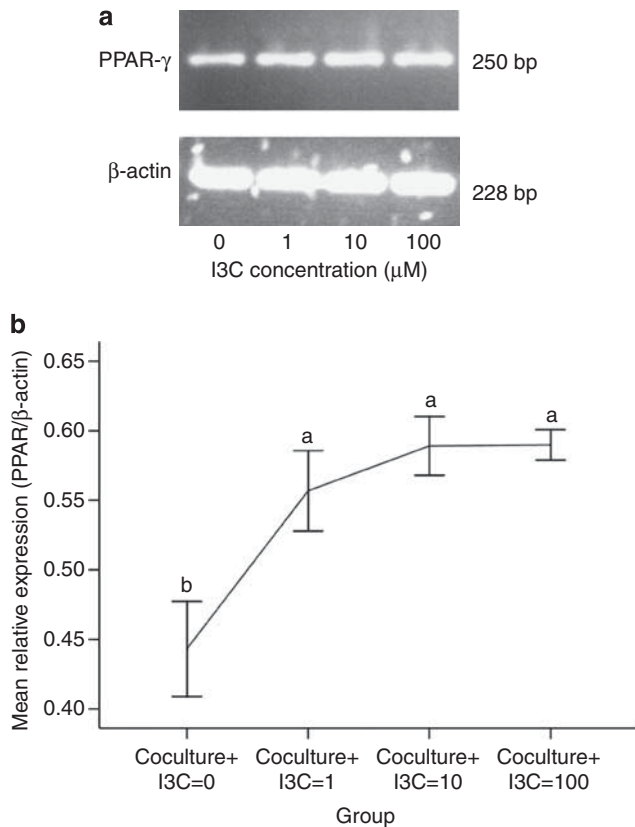 a
PPAR-γ
250 bp
β-actin
228 bp
0 1 10 100
I3C concentration (μM)
b
Mean relative expression (PPAR/β-actin)
0.65
0.60
0.55
0.50
0.45
0.40
b
a
a
a
Coculture+ Coculture+ Coculture+ Coculture+
I3C=0 I3C=1 I3C=10 I3C=100
Group